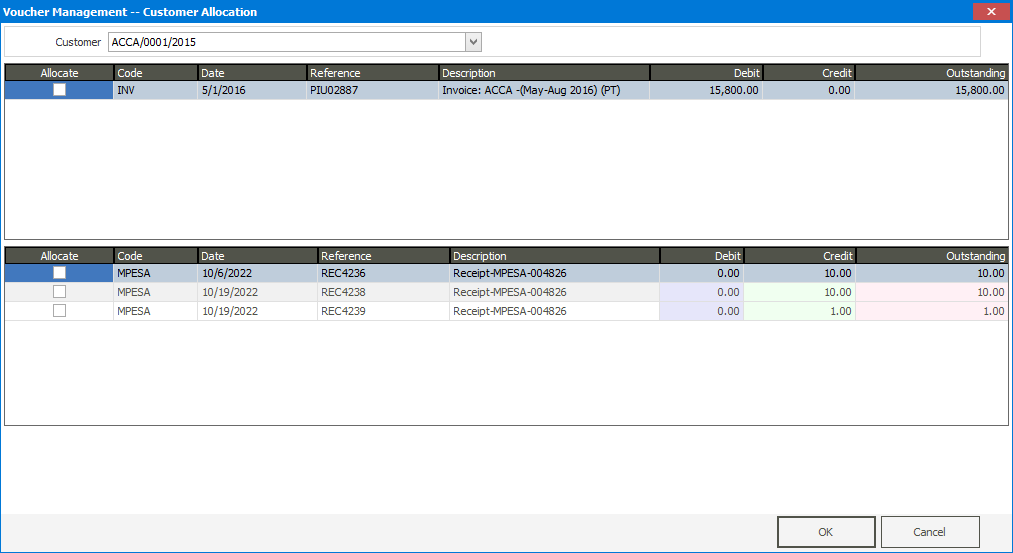 Voucher Management -- Customer Allocation
Customer ACCA/0001/2015
Allocate Code Date Reference Description Debit Credit Outstanding
INV 5/1/2016 PIU02887 Invoice: ACCA -(May-Aug 2016) (PT) 15,800.00 0.00 15,800.00
Allocate Code Date Reference Description Debit Credit Outstanding
MPESA 10/6/2022 REC4236 Receipt-MPESA-004826 0.00 10.00 10.00
MPESA 10/19/2022 REC4238 Receipt-MPESA-004826 0.00 10.00 10.00
MPESA 10/19/2022 REC4239 Receipt-MPESA-004826 0.00 1.00 1.00
OK Cancel